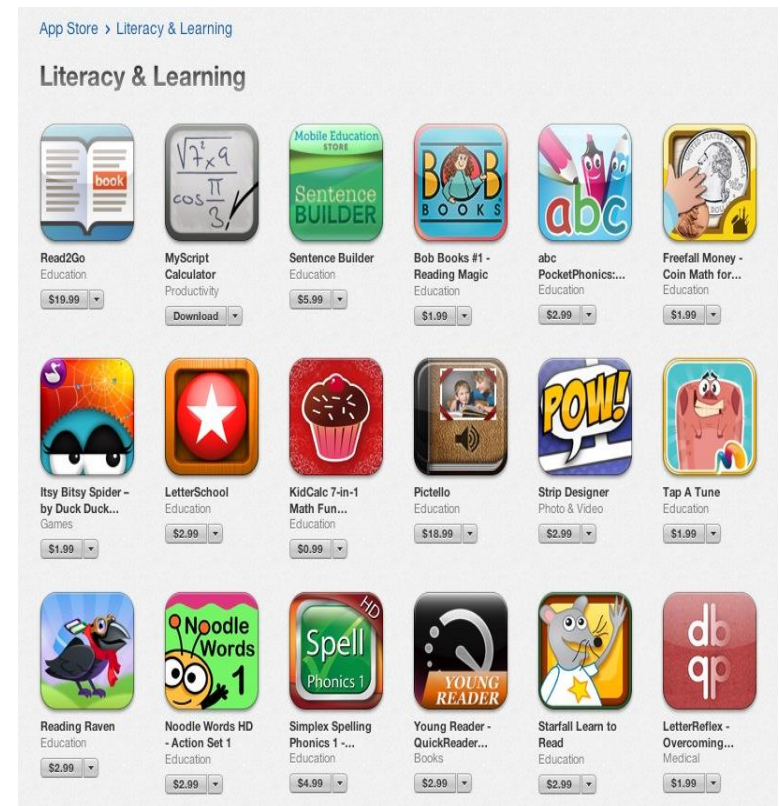 App Store › Literacy & Learning
Literacy & Learning
book
√7²×9
cos π/3
Mobile Education
STORE
Sentence
BUILDER
BOB
BOOKS
abc
Read2Go
Education
$19.99
MyScript
Calculator
Productivity
Download
Sentence Builder
Education
$5.99
Bob Books #1 -
Reading Magic
Education
$1.99
abc
PocketPhonics:...
Education
$2.99
Freefall Money -
Coin Math for...
Education
$1.99
POW!
Itsy Bitsy Spider –
by Duck Duck...
Games
$1.99
LetterSchool
Education
$2.99
KidCalc 7-in-1
Math Fun...
Education
$0.99
Pictello
Education
$18.99
Strip Designer
Photo & Video
$2.99
Tap A Tune
Education
$1.99
Noodle
Words
1
HD
Spell
Phonics 1
YOUNG
READER
db
qp
Reading Raven
Education
$2.99
Noodle Words HD
- Action Set 1
Education
$2.99
Simplex Spelling
Phonics 1 -...
Education
$4.99
Young Reader -
QuickReader...
Books
$2.99
Starfall Learn to
Read
Education
$2.99
LetterReflex -
Overcoming...
Medical
$1.99